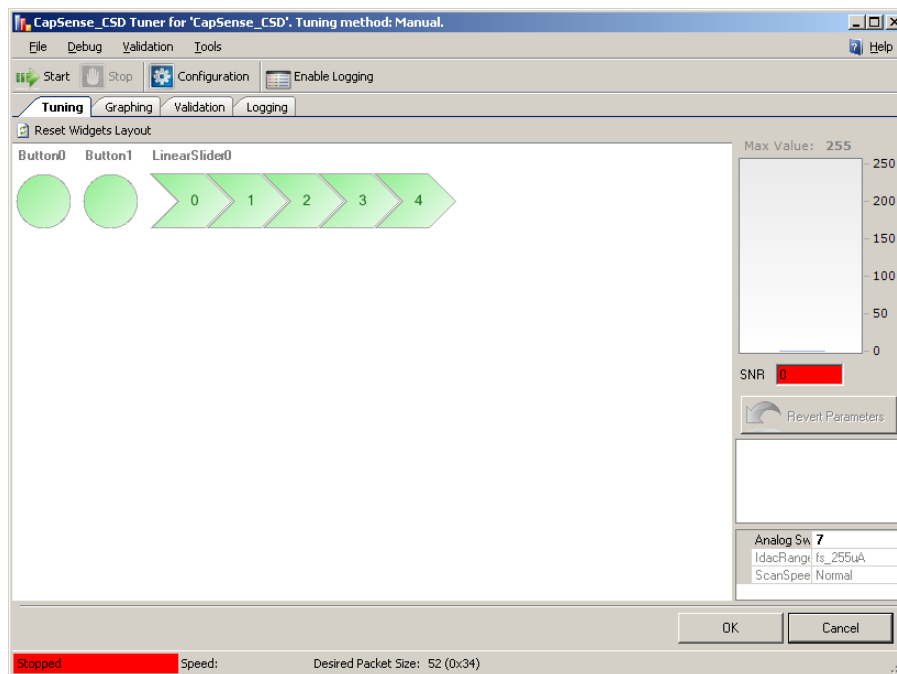 CapSense_CSD Tuner for 'CapSense_CSD'. Tuning method: Manual.
File Debug Validation Tools Help
Start Stop Configuration Enable Logging
Tuning Graphing Validation Logging
Reset Widgets Layout
Button0 Button1 LinearSlider0
0 1 2 3 4
Max Value: 255
250
200
150
100
50
0
SNR 0
Revert Parameters
Analog Sw 7
IdacRange fs_255uA
ScanSpee Normal
OK Cancel
Stopped Speed: Desired Packet Size: 52 (0x34)